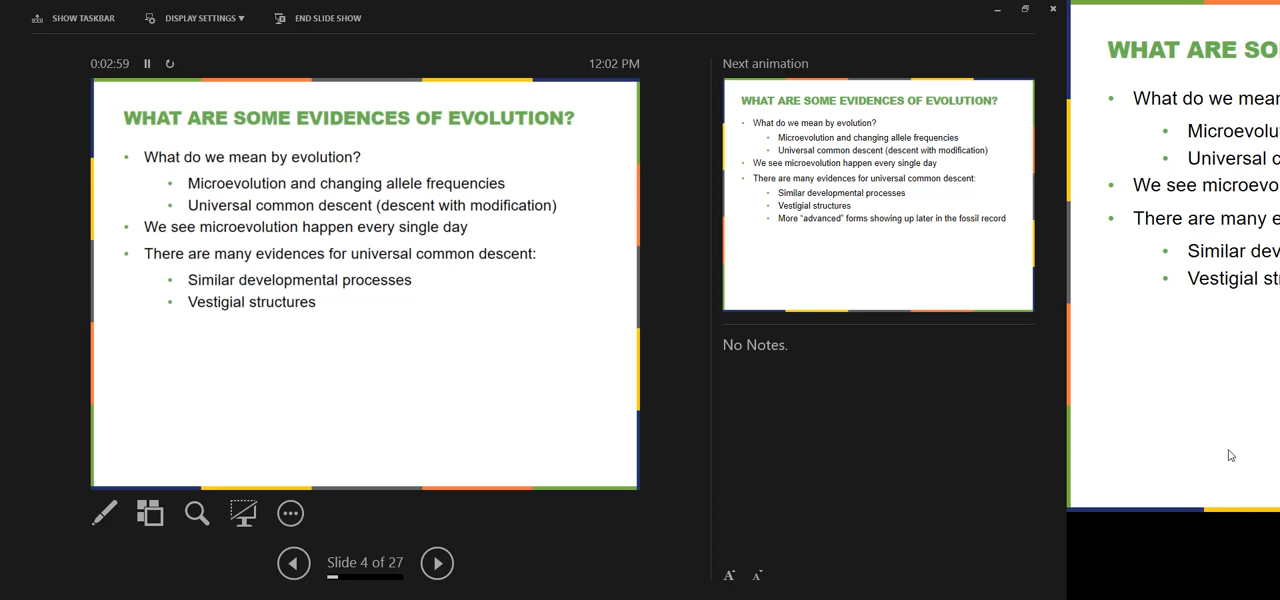 SHOW TASKBAR
DISPLAY SETTINGS ▾
END SLIDE SHOW
0:02:59
12:02 PM
WHAT ARE SOME EVIDENCES OF EVOLUTION?
• What do we mean by evolution?
• Microevolution and changing allele frequencies
• Universal common descent (descent with modification)
• We see microevolution happen every single day
• There are many evidences for universal common descent:
• Similar developmental processes
• Vestigial structures
Slide 4 of 27
Next animation
WHAT ARE SOME EVIDENCES OF EVOLUTION?
• What do we mean by evolution?
• Microevolution and changing allele frequencies
• Universal common descent (descent with modification)
• We see microevolution happen every single day
• There are many evidences for universal common descent:
• Similar developmental processes
• Vestigial structures
• More “advanced” forms showing up later in the fossil record
No Notes.
A A
WHAT ARE SO
• What do we mean
• Microevolu
• Universal c
• We see microevo
• There are many e
• Similar dev
• Vestigial st